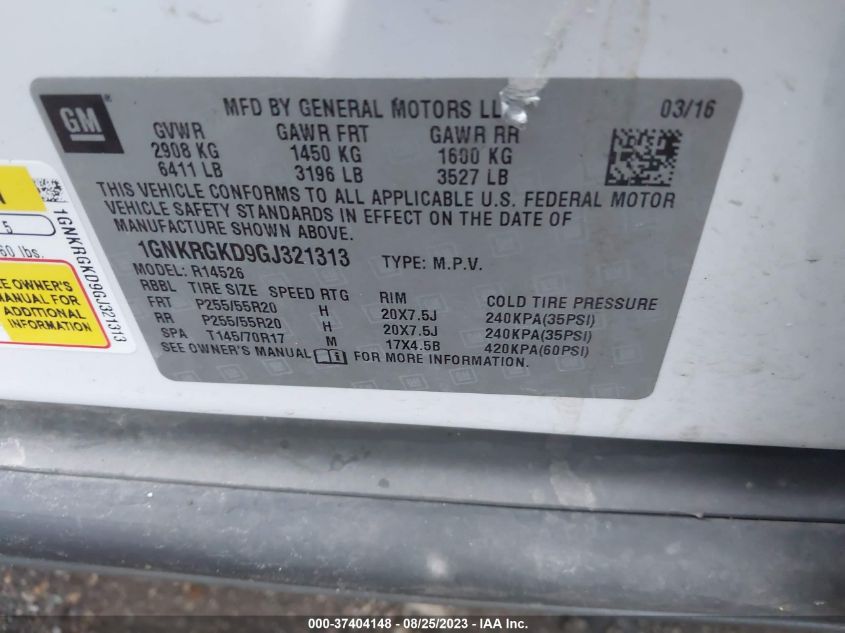 GM
MFD BY GENERAL MOTORS LL
03/16
GVWR GAWR FRT GAWR RR
2908 KG 1450 KG 1600 KG
6411 LB 3196 LB 3527 LB
THIS VEHICLE CONFORMS TO ALL APPLICABLE U.S. FEDERAL MOTOR
VEHICLE SAFETY STANDARDS IN EFFECT ON THE DATE OF
MANUFACTURE SHOWN ABOVE.
1GNKRGKD9GJ321313 TYPE: M.P.V.
MODEL: R14526
RBBL TIRE SIZE SPEED RTG RIM COLD TIRE PRESSURE
FRT P255/55R20 H 20X7.5J 240KPA(35PSI)
RR P255/55R20 H 20X7.5J 240KPA(35PSI)
SPA T145/70R17 M 17X4.5B 420KPA(60PSI)
SEE OWNER'S MANUAL FOR MORE INFORMATION.
5
60 lbs.
SEE OWNER'S
MANUAL FOR
ADDITIONAL
INFORMATION
1GNKRGKD9GJ321313
000-37404148 - 08/25/2023 - IAA Inc.